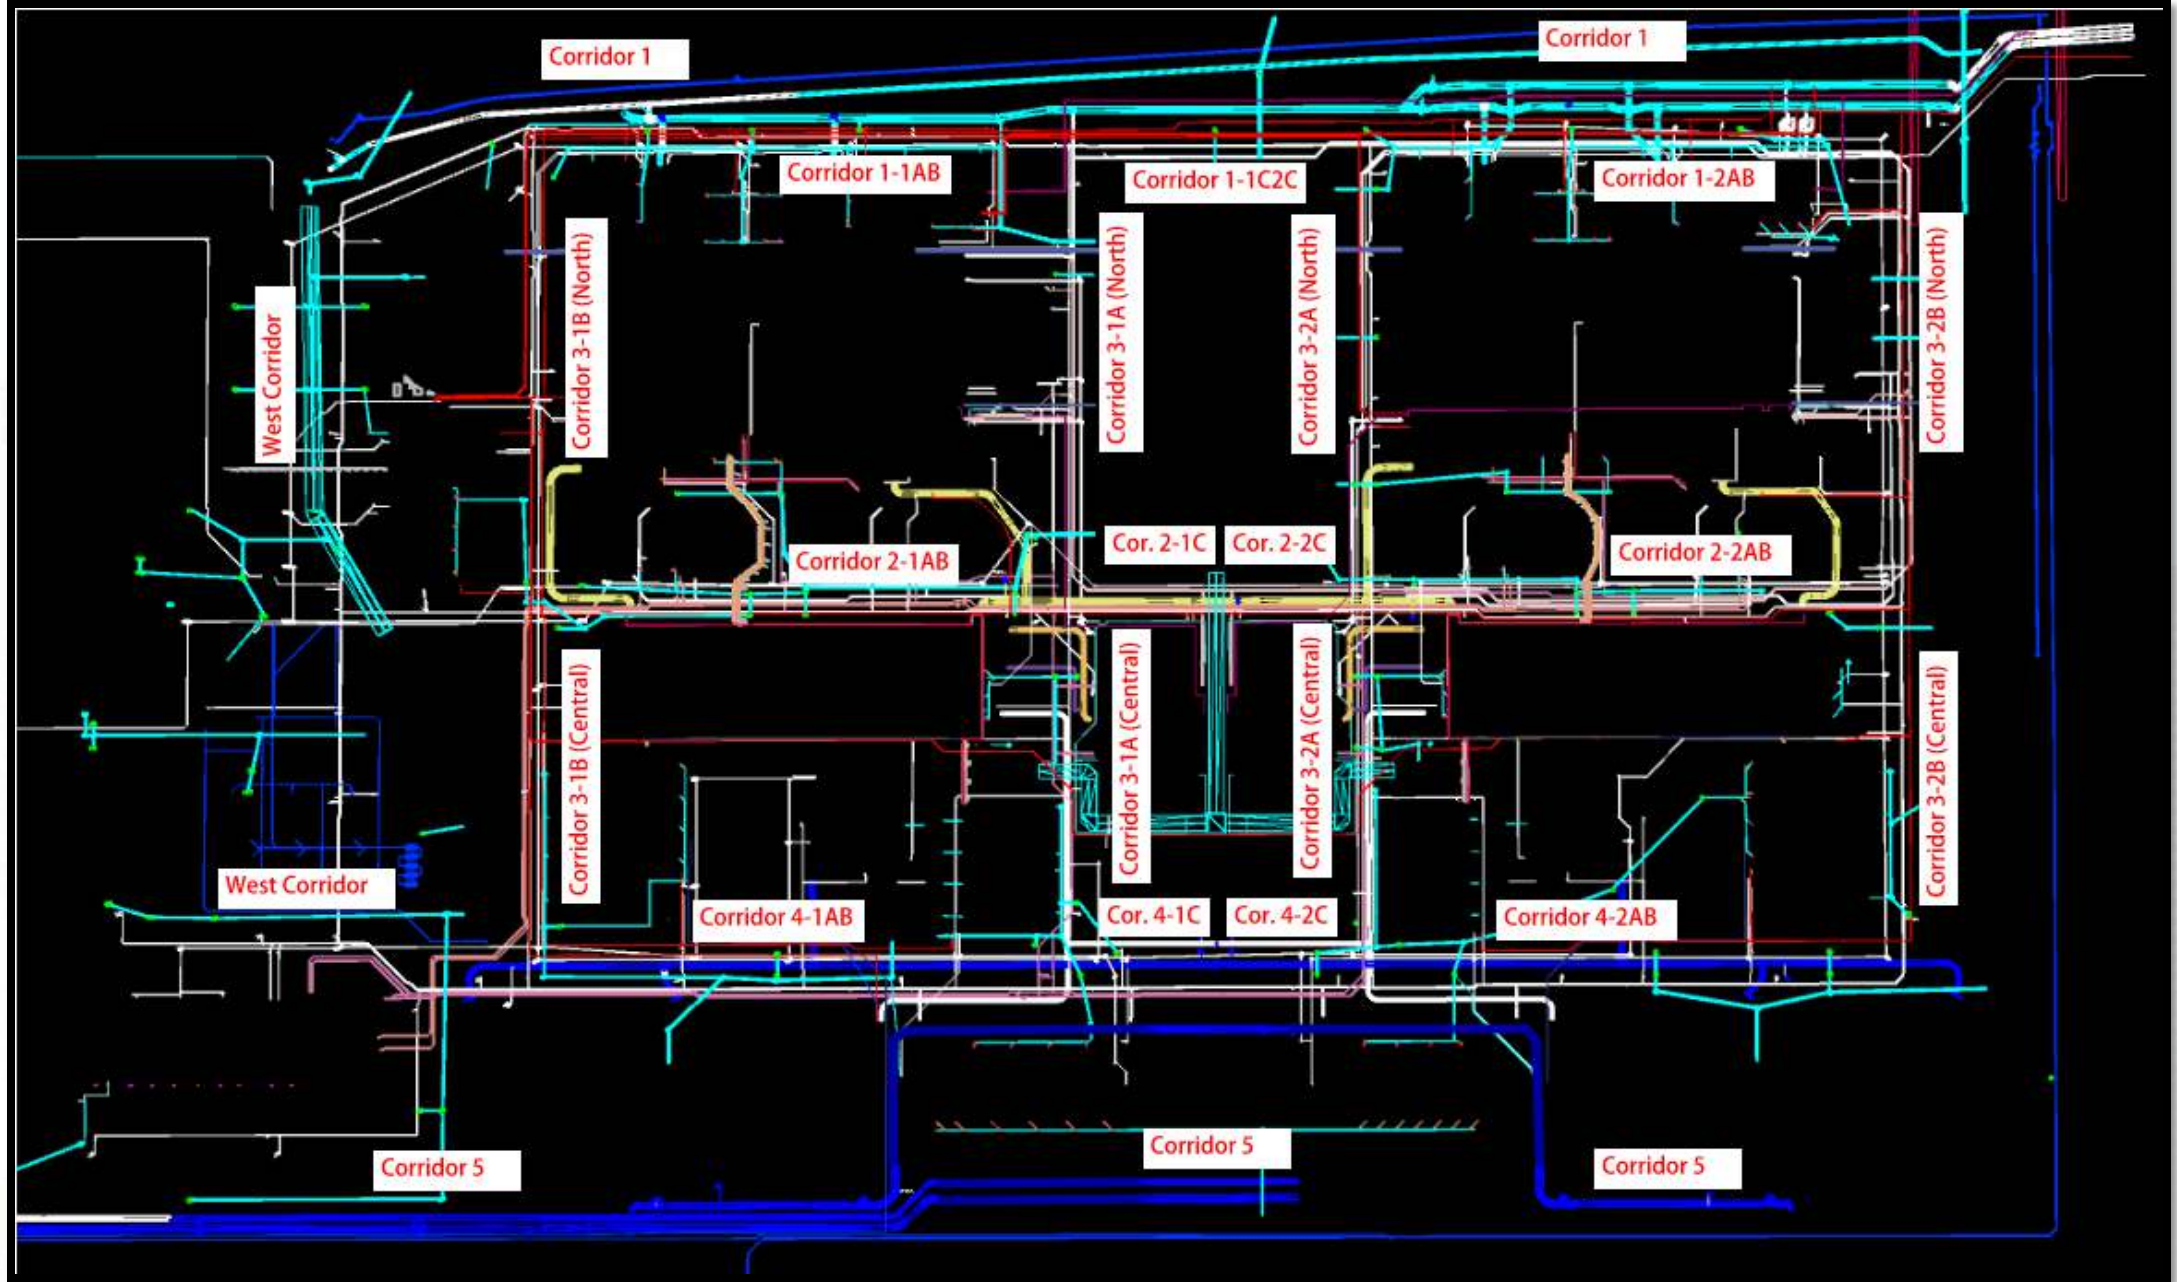 Corridor 1
Corridor 1
Corridor 1-1AB
Corridor 1-1C2C
Corridor 1-2AB
West Corridor
Corridor 3-1B (North)
Corridor 3-1A (North)
Corridor 3-2A (North)
Corridor 3-2B (North)
Corridor 2-1AB
Cor. 2-1C
Cor. 2-2C
Corridor 2-2AB
Corridor 3-1B (Central)
Corridor 3-1A (Central)
Corridor 3-2A (Central)
Corridor 3-2B (Central)
West Corridor
Corridor 4-1AB
Cor. 4-1C
Cor. 4-2C
Corridor 4-2AB
Corridor 5
Corridor 5
Corridor 5